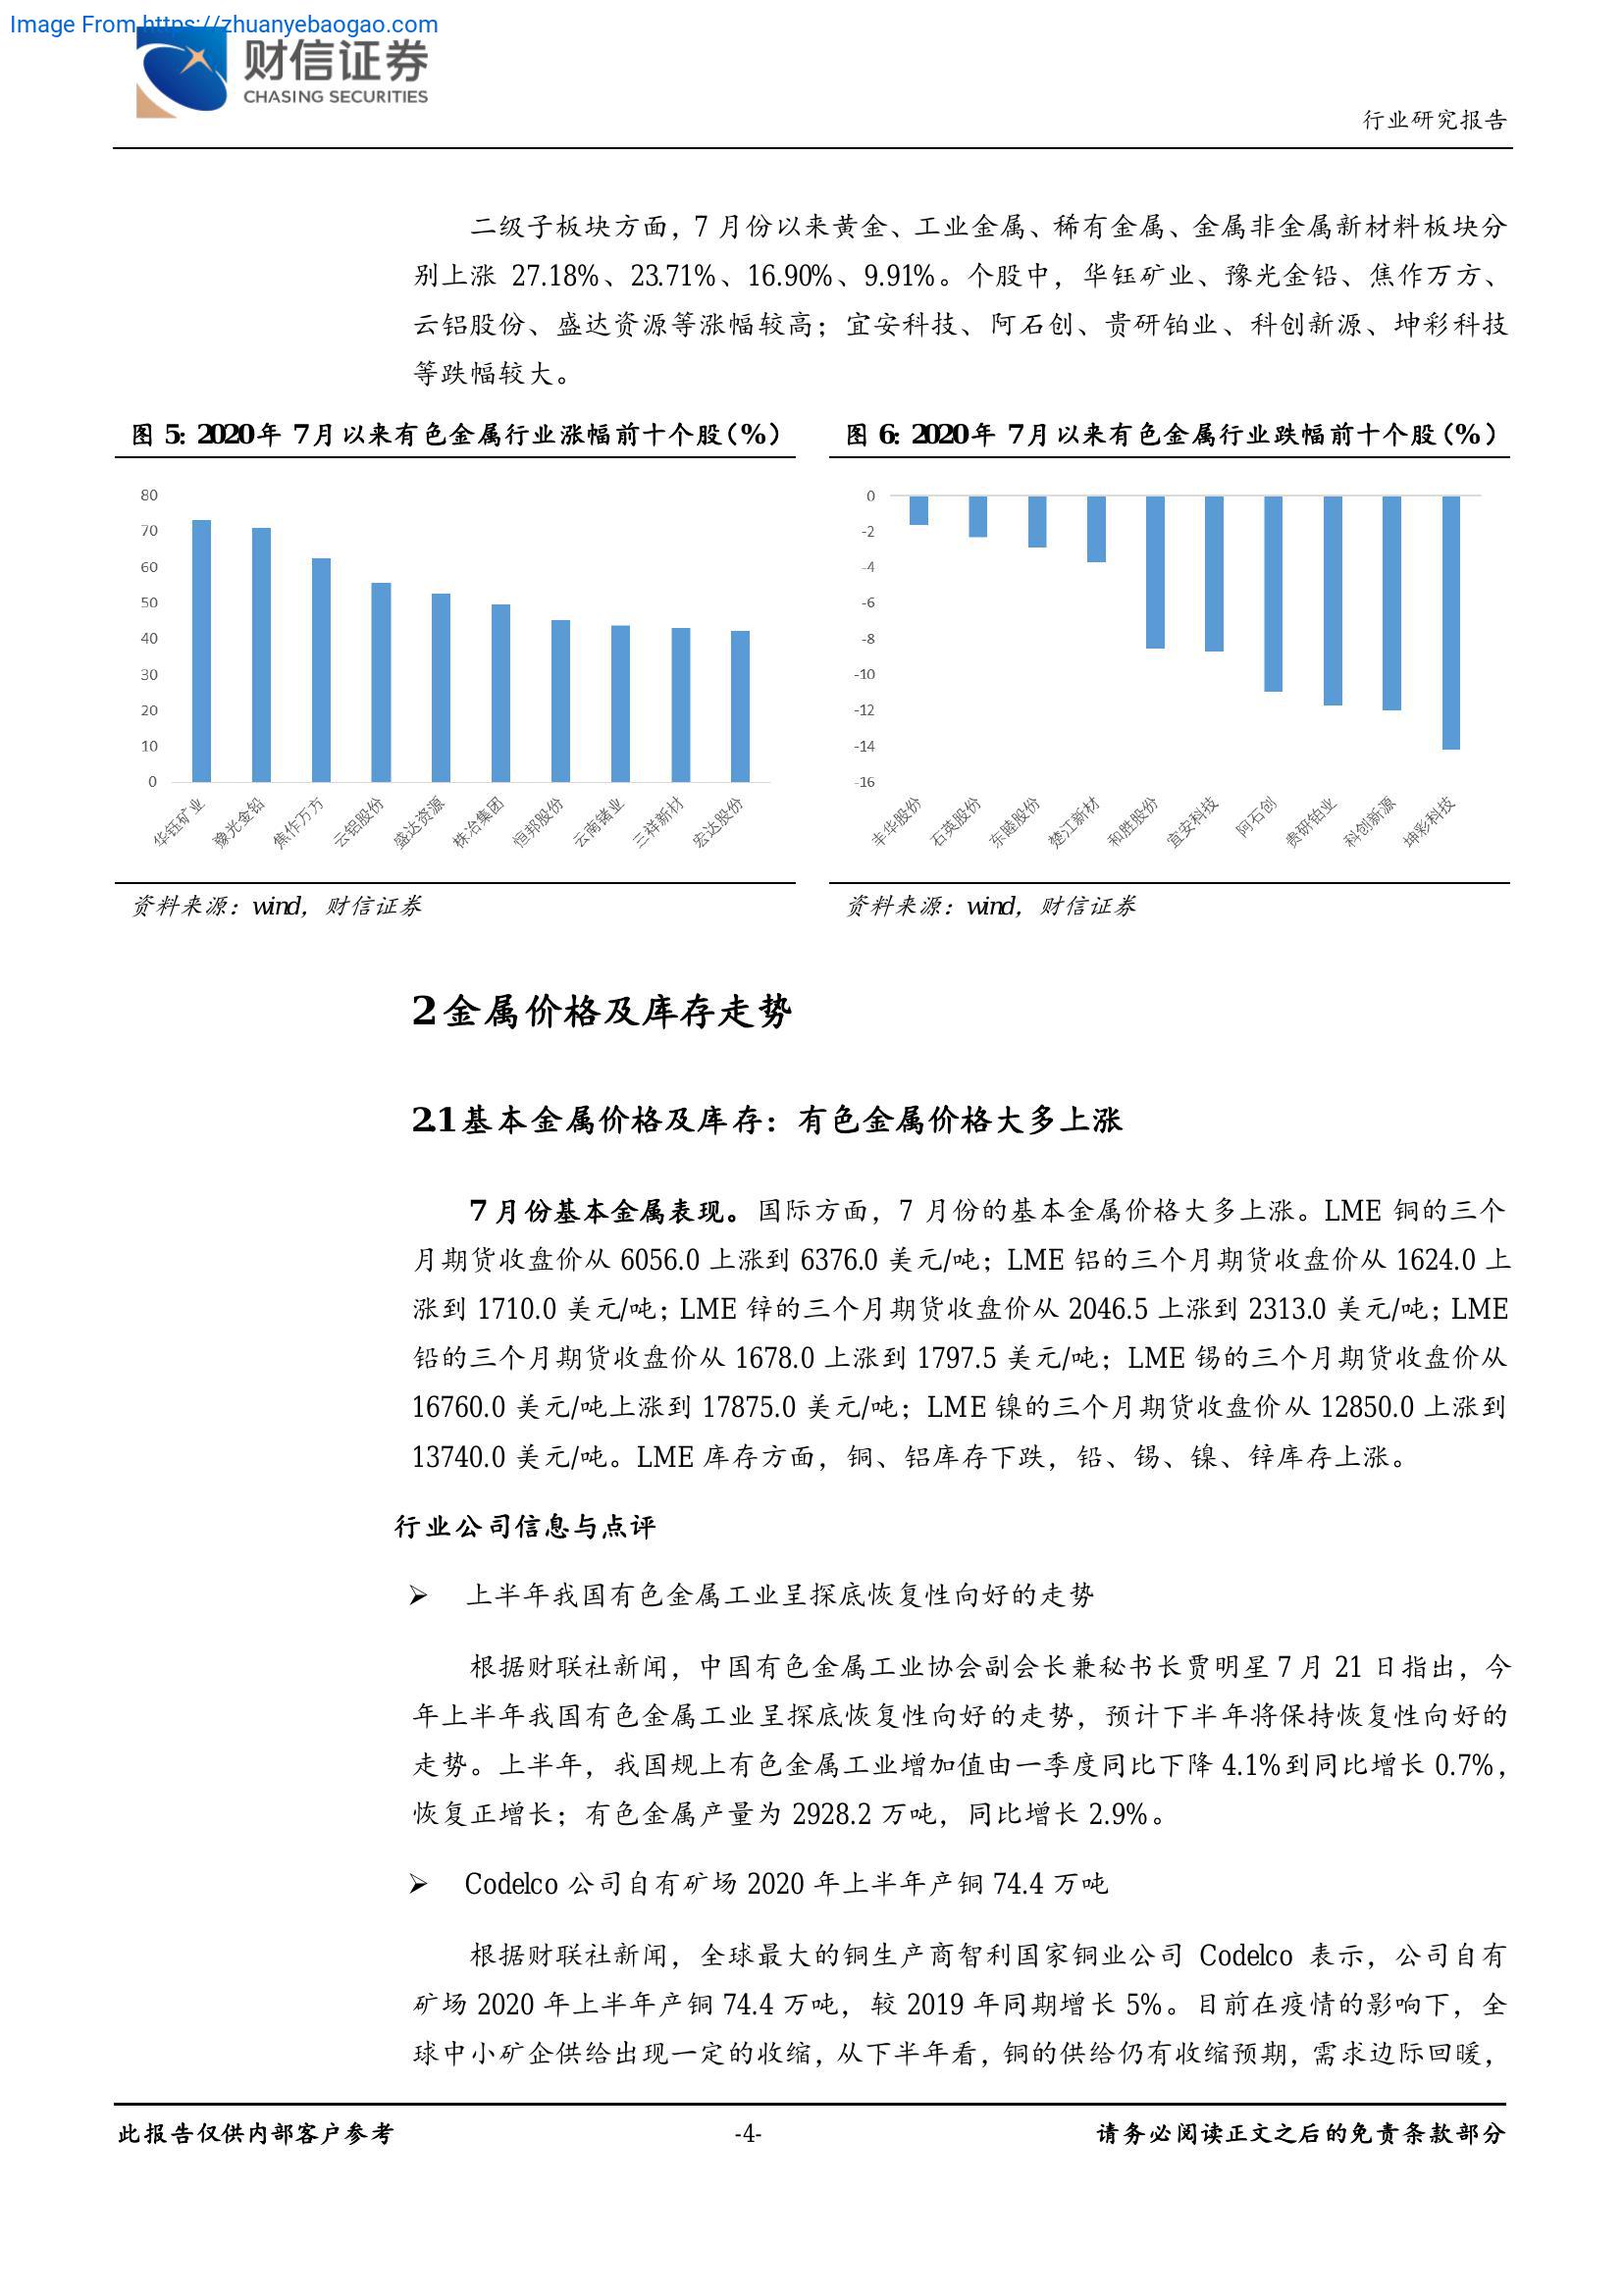 Image From https://zhuanyebaogao.com
财信证券
CHASING SECURITIES
行业研究报告
二级子板块方面，7 月份以来黄金、工业金属、稀有金属、金属非金属新材料板块分
别上涨 27.18%、23.71%、16.90%、9.91%。个股中，华钰矿业、豫光金铅、焦作万方、
云铝股份、盛达资源等涨幅较高；宜安科技、阿石创、贵研铂业、科创新源、坤彩科技
等跌幅较大。
图 5: 2020 年 7 月以来有色金属行业涨幅前十个股（%）
80
70
60
50
40
30
20
10
0
华钰矿业
豫光金铅
焦作万方
云铝股份
盛达资源
株冶集团
恒邦股份
云南锗业
三祥新材
宏达股份
资料来源：wind，财信证券
图 6: 2020 年 7 月以来有色金属行业跌幅前十个股（%）
0
-2
-4
-6
-8
-10
-12
-14
-16
丰华股份
石英股份
东睦股份
楚江新材
和胜股份
宜安科技
阿石创
贵研铂业
科创新源
坤彩科技
资料来源：wind，财信证券
2 金属价格及库存走势
2.1 基本金属价格及库存：有色金属价格大多上涨
7 月份基本金属表现。国际方面，7 月份的基本金属价格大多上涨。LME 铜的三个
月期货收盘价从 6056.0 上涨到 6376.0 美元/吨；LME 铝的三个月期货收盘价从 1624.0 上
涨到 1710.0 美元/吨；LME 锌的三个月期货收盘价从 2046.5 上涨到 2313.0 美元/吨；LME
铅的三个月期货收盘价从 1678.0 上涨到 1797.5 美元/吨；LME 锡的三个月期货收盘价从
16760.0 美元/吨上涨到 17875.0 美元/吨；LME 镍的三个月期货收盘价从 12850.0 上涨到
13740.0 美元/吨。LME 库存方面，铜、铝库存下跌，铅、锡、镍、锌库存上涨。
行业公司信息与点评
➢ 上半年我国有色金属工业呈探底恢复性向好的走势
根据财联社新闻，中国有色金属工业协会副会长兼秘书长贾明星 7 月 21 日指出，今
年上半年我国有色金属工业呈探底恢复性向好的走势，预计下半年将保持恢复性向好的
走势。上半年，我国规上有色金属工业增加值由一季度同比下降 4.1%到同比增长 0.7%，
恢复正增长；有色金属产量为 2928.2 万吨，同比增长 2.9%。
➢ Codelco 公司自有矿场 2020 年上半年产铜 74.4 万吨
根据财联社新闻，全球最大的铜生产商智利国家铜业公司 Codelco 表示，公司自有
矿场 2020 年上半年产铜 74.4 万吨，较 2019 年同期增长 5%。目前在疫情的影响下，全
球中小矿企供给出现一定的收缩，从下半年看，铜的供给仍有收缩预期，需求边际回暖，
此报告仅供内部客户参考
-4-
请务必阅读正文之后的免责条款部分